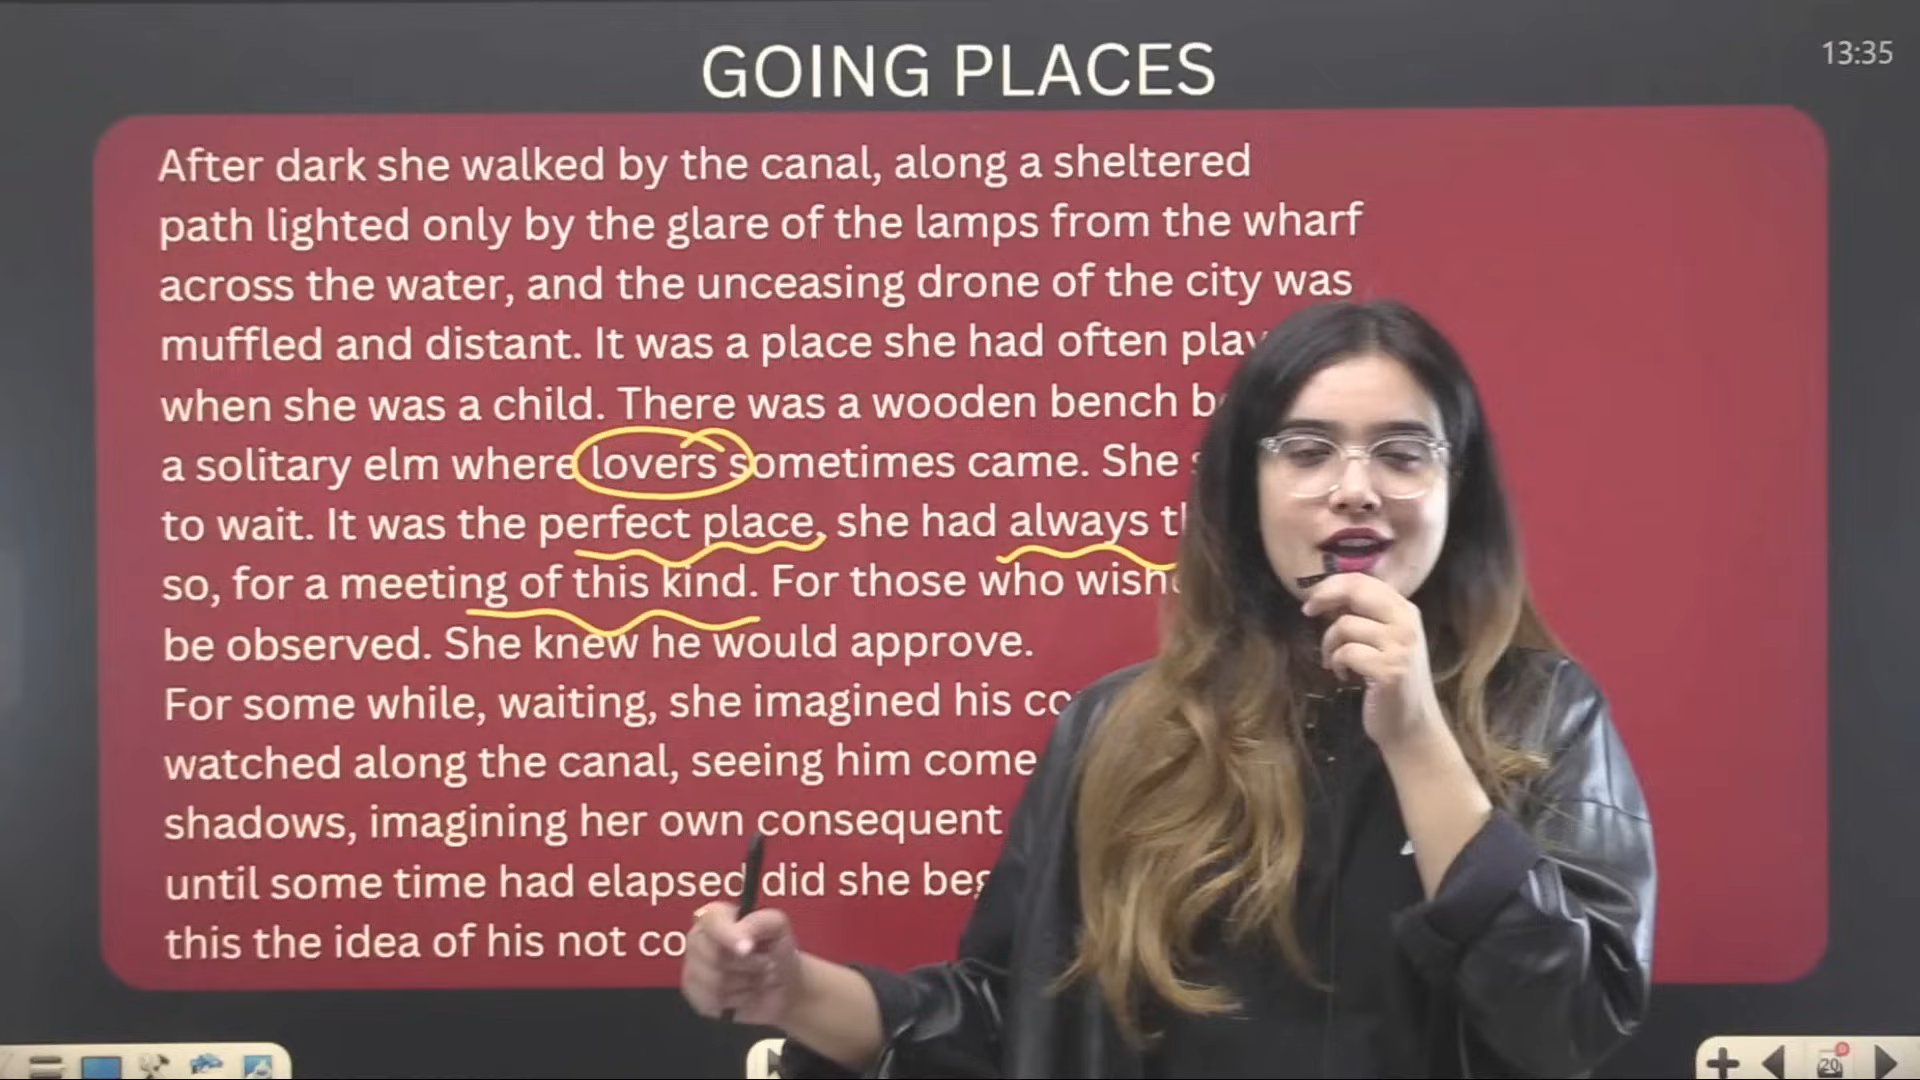 GOING PLACES
13:35
After dark she walked by the canal, along a sheltered
path lighted only by the glare of the lamps from the wharf
across the water, and the unceasing drone of the city was
muffled and distant. It was a place she had often
when she was a child. There was a wooden bench
a solitary elm where lovers sometimes came. She
to wait. It was the perfect place, she had always
so, for a meeting of this kind. For those who
be observed. She knew he would approve.
For some while, waiting, she imagined his
watched along the canal, seeing him come
shadows, imagining her own consequent
until some time had elapsed did she
this the idea of his not
20